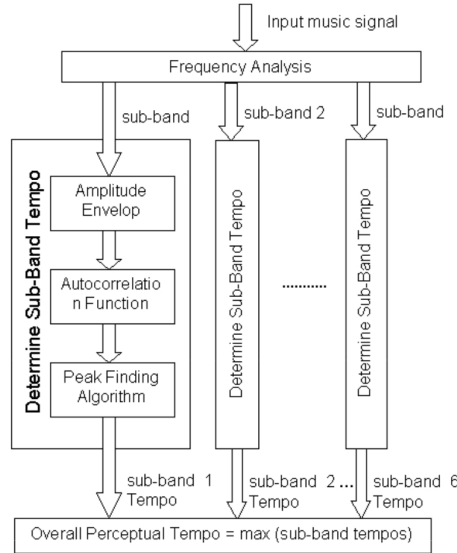 Input music signal
Frequency Analysis
sub-band
sub-band 2
sub-band
Determine Sub-Band Tempo
Amplitude
Envelop
Autocorrelatio
n Function
Peak Finding
Algorithm
Determine Sub-Band Tempo
...........
Determine Sub-Band Tempo
sub-band 1
Tempo
sub-band 2...
Tempo
sub-band 6
Tempo
Overall Perceptual Tempo = max (sub-band tempos)